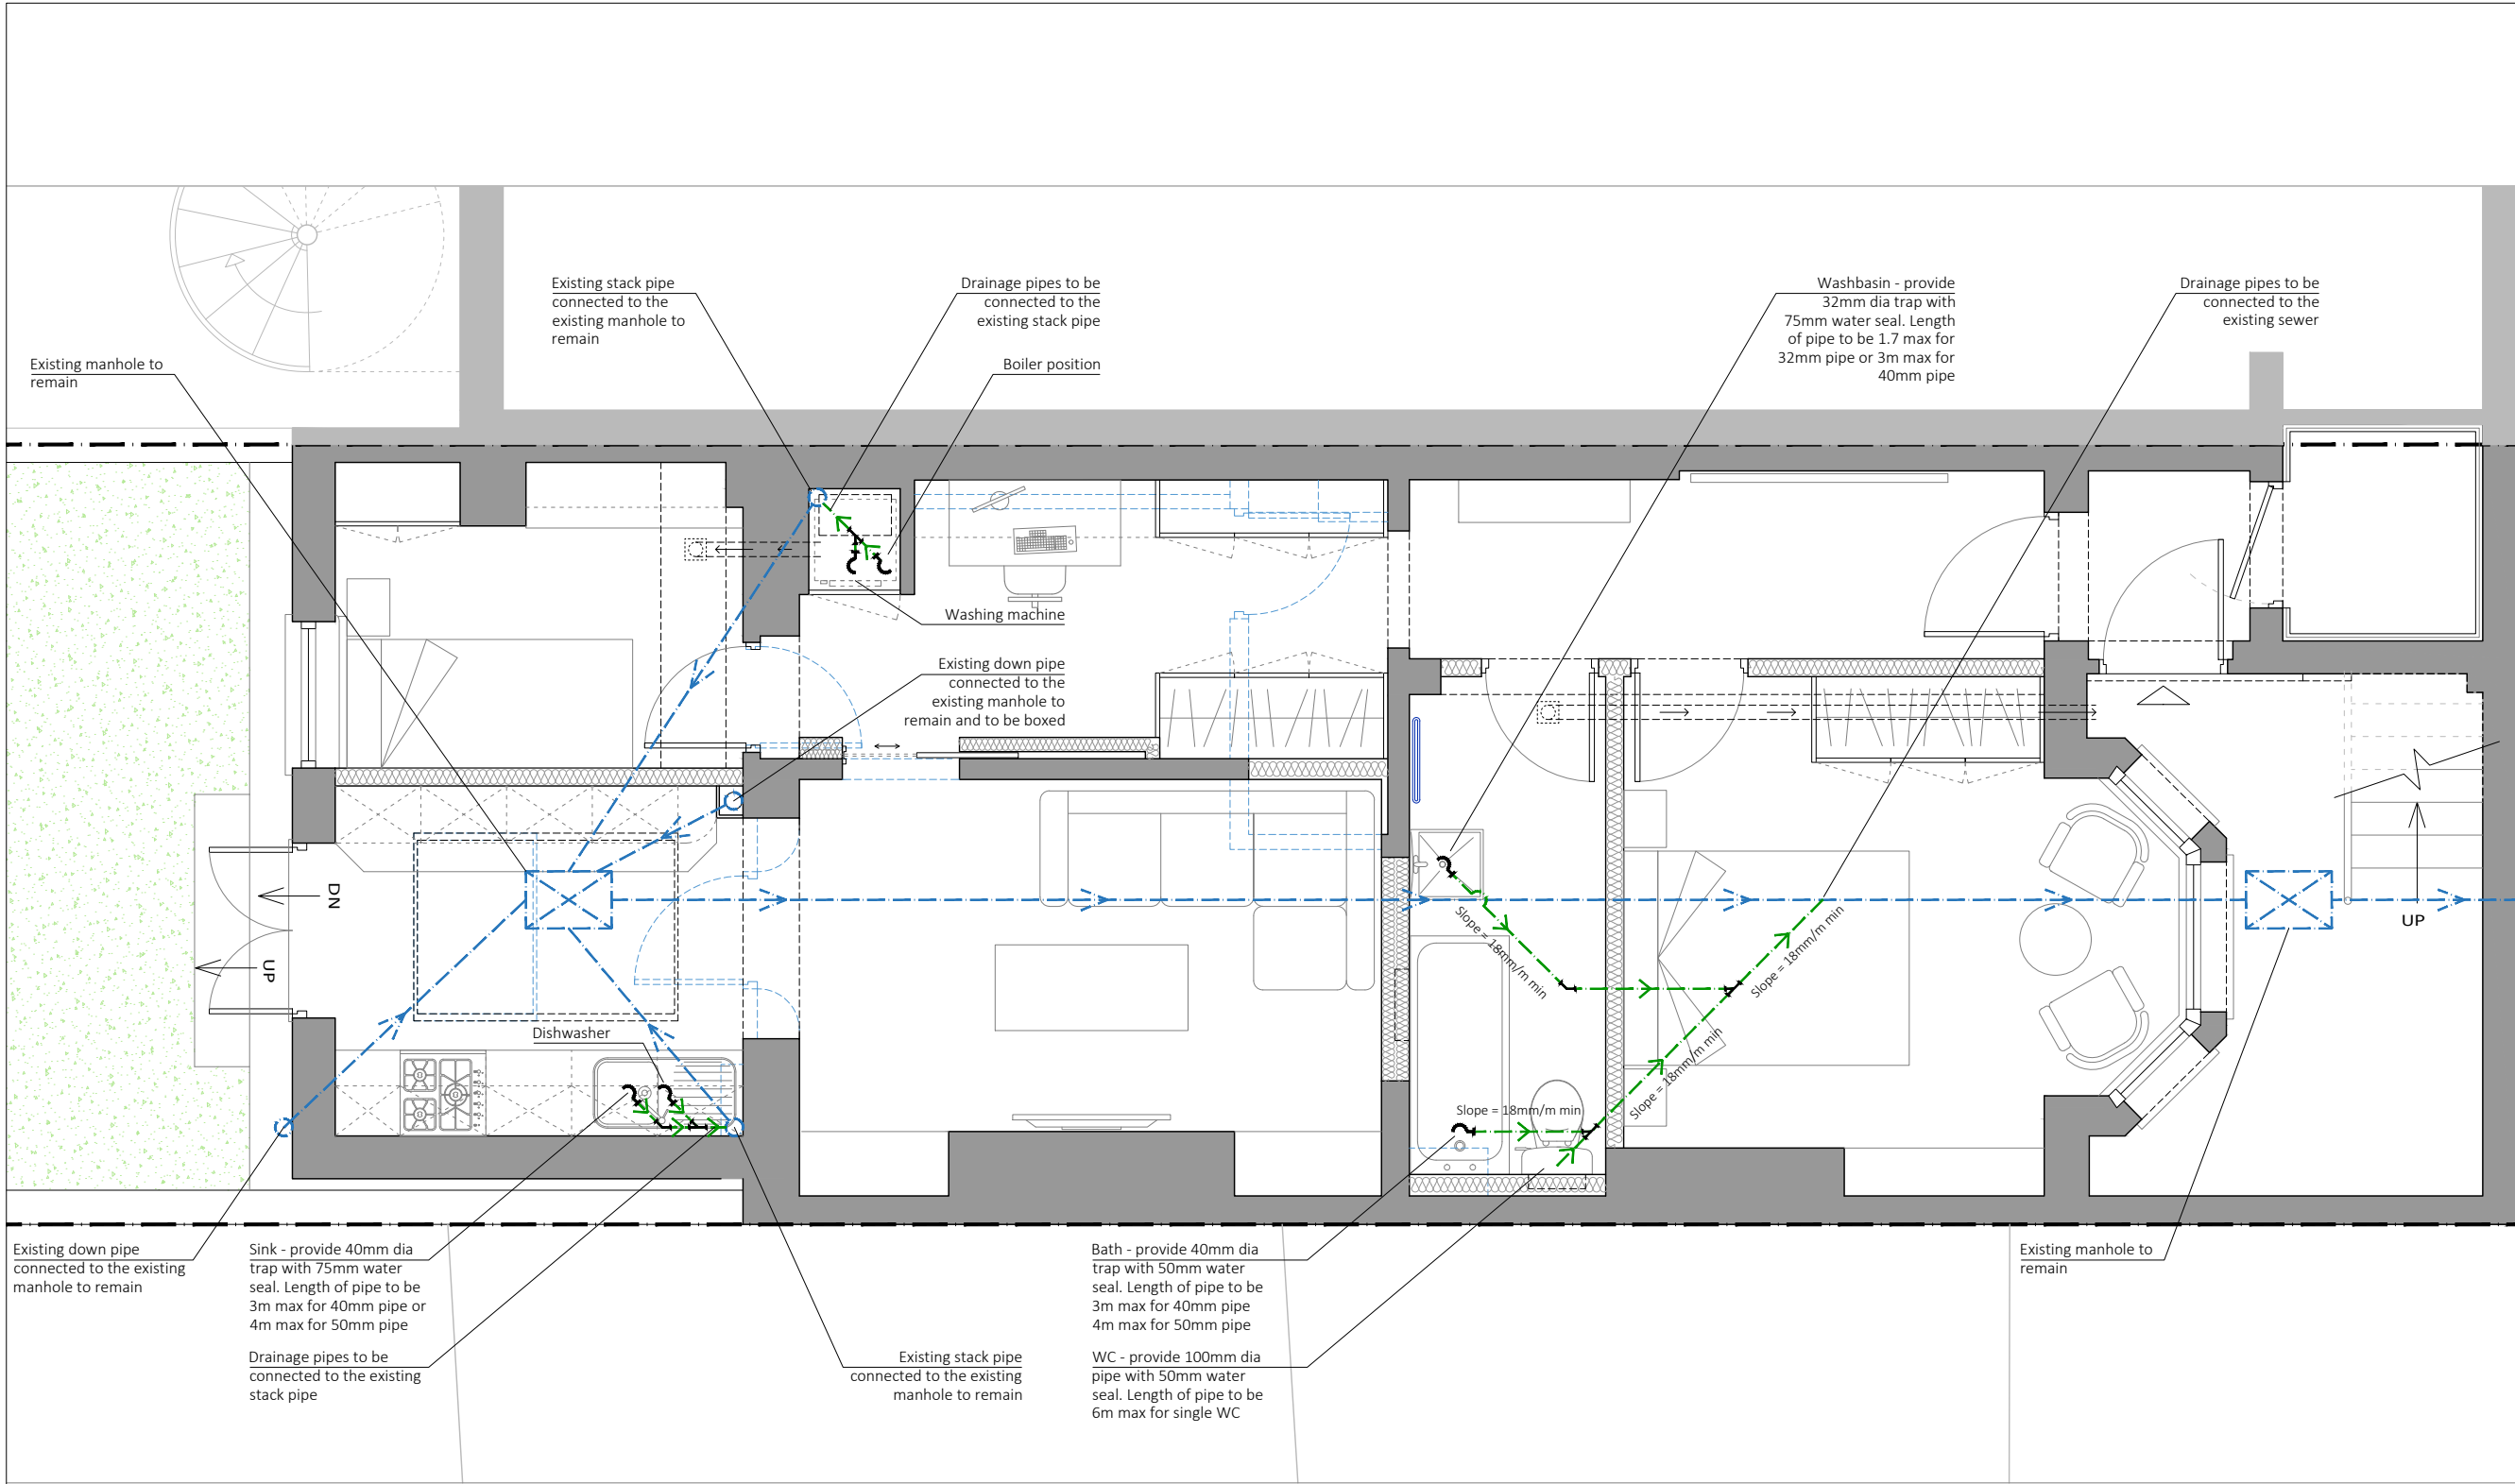 Existing stack pipe
connected to the
existing manhole to
remain
Drainage pipes to be
connected to the
existing stack pipe
Boiler position
Washbasin - provide
32mm dia trap with
75mm water seal. Length
of pipe to be 1.7 max for
32mm pipe or 3m max for
40mm pipe
Drainage pipes to be
connected to the
existing sewer
Existing manhole to
remain
Washing machine
Existing down pipe
connected to the
existing manhole to
remain and to be boxed
DN
UP
UP
Slope = 18mm/m min
Slope = 18mm/m min
Slope = 18mm/m min
Slope = 18mm/m min
Dishwasher
Existing down pipe
connected to the existing
manhole to remain
Sink - provide 40mm dia
trap with 75mm water
seal. Length of pipe to be
3m max for 40mm pipe or
4m max for 50mm pipe
Drainage pipes to be
connected to the existing
stack pipe
Existing stack pipe
connected to the existing
manhole to remain
Bath - provide 40mm dia
trap with 50mm water
seal. Length of pipe to be
3m max for 40mm pipe
4m max for 50mm pipe
WC - provide 100mm dia
pipe with 50mm water
seal. Length of pipe to be
6m max for single WC
Existing manhole to
remain